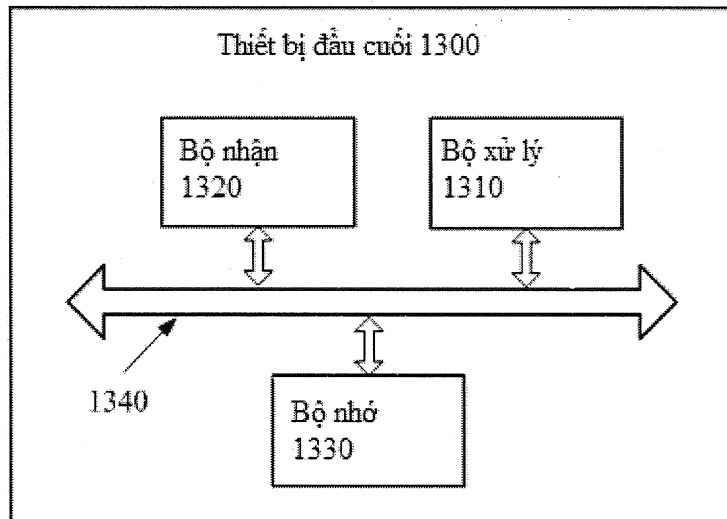 Thiết bị đầu cuối 1300
Bộ nhận
1320
Bộ xử lý
1310
1340
Bộ nhớ
1330